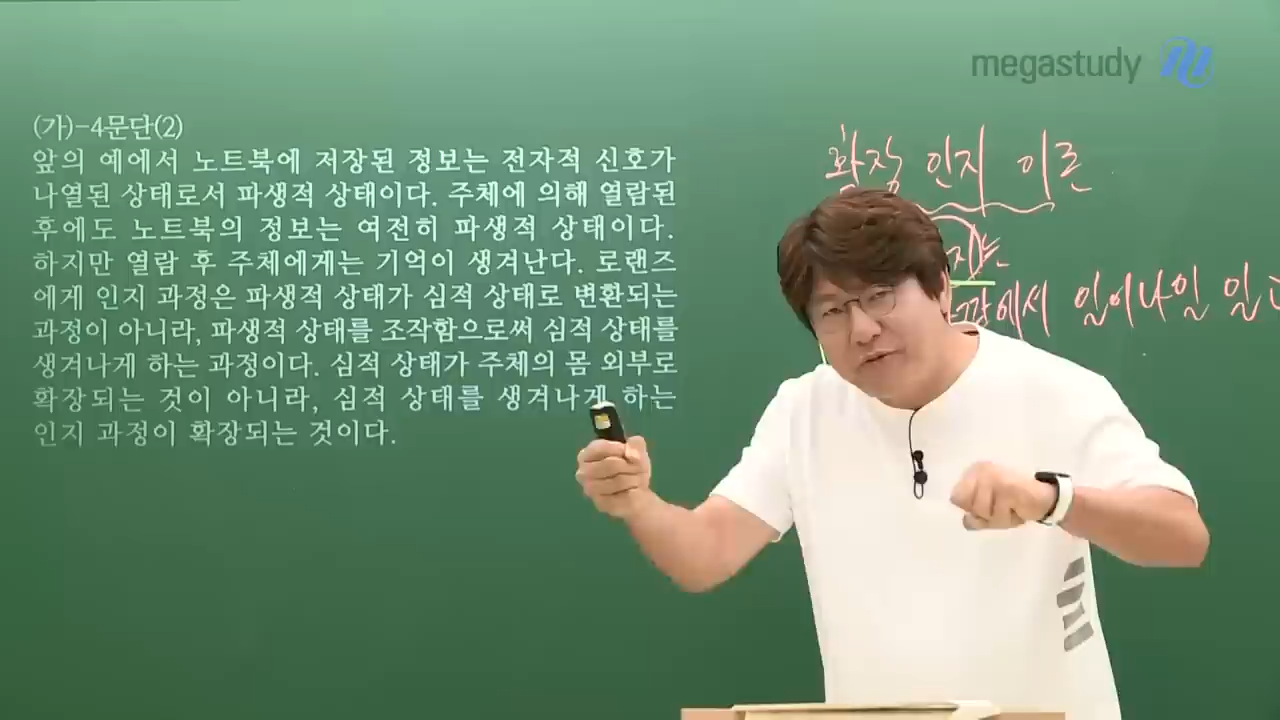 megastudy
(가)-4문단(2)
앞의 예에서 노트북에 저장된 정보는 전자적 신호가
나열된 상태로서 파생적 상태이다. 주체에 의해 열람된
후에도 노트북의 정보는 여전히 파생적 상태이다.
하지만 열람 후 주체에게는 기억이 생겨난다. 로랜즈
에게 인지 과정은 파생적 상태가 심적 상태로 변환되는
과정이 아니라, 파생적 상태를 조작함으로써 심적 상태를
생겨나게 하는 과정이다. 심적 상태가 주체의 몸 외부로
확장되는 것이 아니라, 심적 상태를 생겨나게 하는
인지 과정이 확장되는 것이다.
확장 인지 이론
에서 일어나일